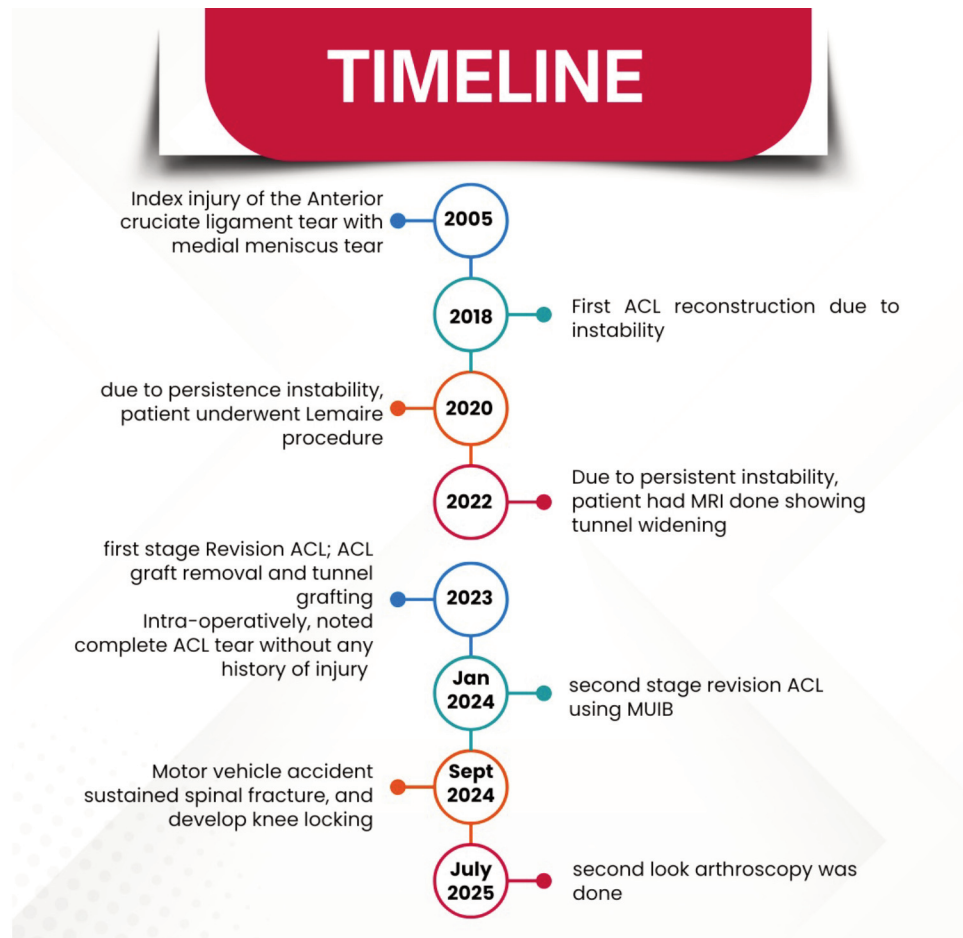 TIMELINE
2005
Index injury of the Anterior
cruciate ligament tear with
medial meniscus tear
2018
First ACL reconstruction due to
instability
2020
due to persistence instability,
patient underwent Lemaire
procedure
2022
Due to persistent instability,
patient had MRI done showing
tunnel widening
2023
first stage Revision ACL; ACL
graft removal and tunnel
grafting
Intra-operatively, noted
complete ACL tear without any
history of injury
Jan
2024
second stage revision ACL
using MUIB
Sept
2024
Motor vehicle accident
sustained spinal fracture, and
develop knee locking
July
2025
second look arthroscopy was
done